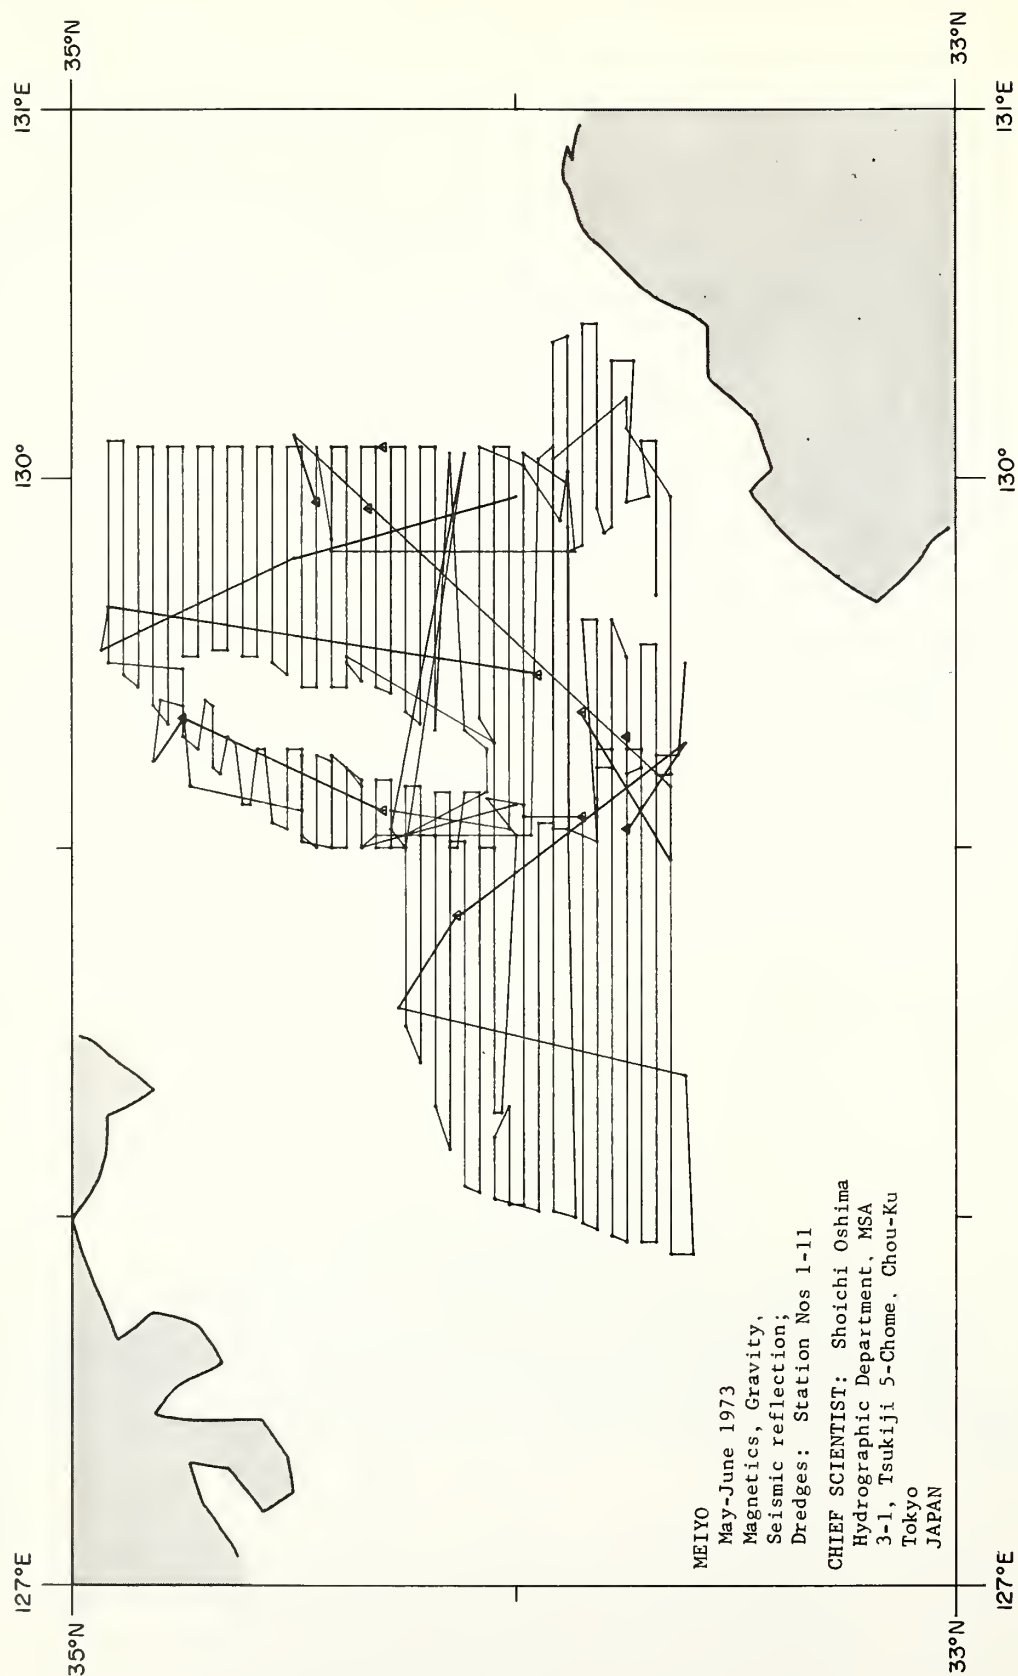 35°N
131°E
33°N
131°E
130°
130°
127°E
35°N
33°N
127°E
MEIYO
May-June 1973
Magnetics, Gravity,
Seismic reflection;
Dredges: Station Nos 1-11
CHIEF SCIENTIST: Shoichi Oshima
Hydrographic Department, MSA
3-1, Tsukiji 5-Chome, Chou-Ku
Tokyo
JAPAN